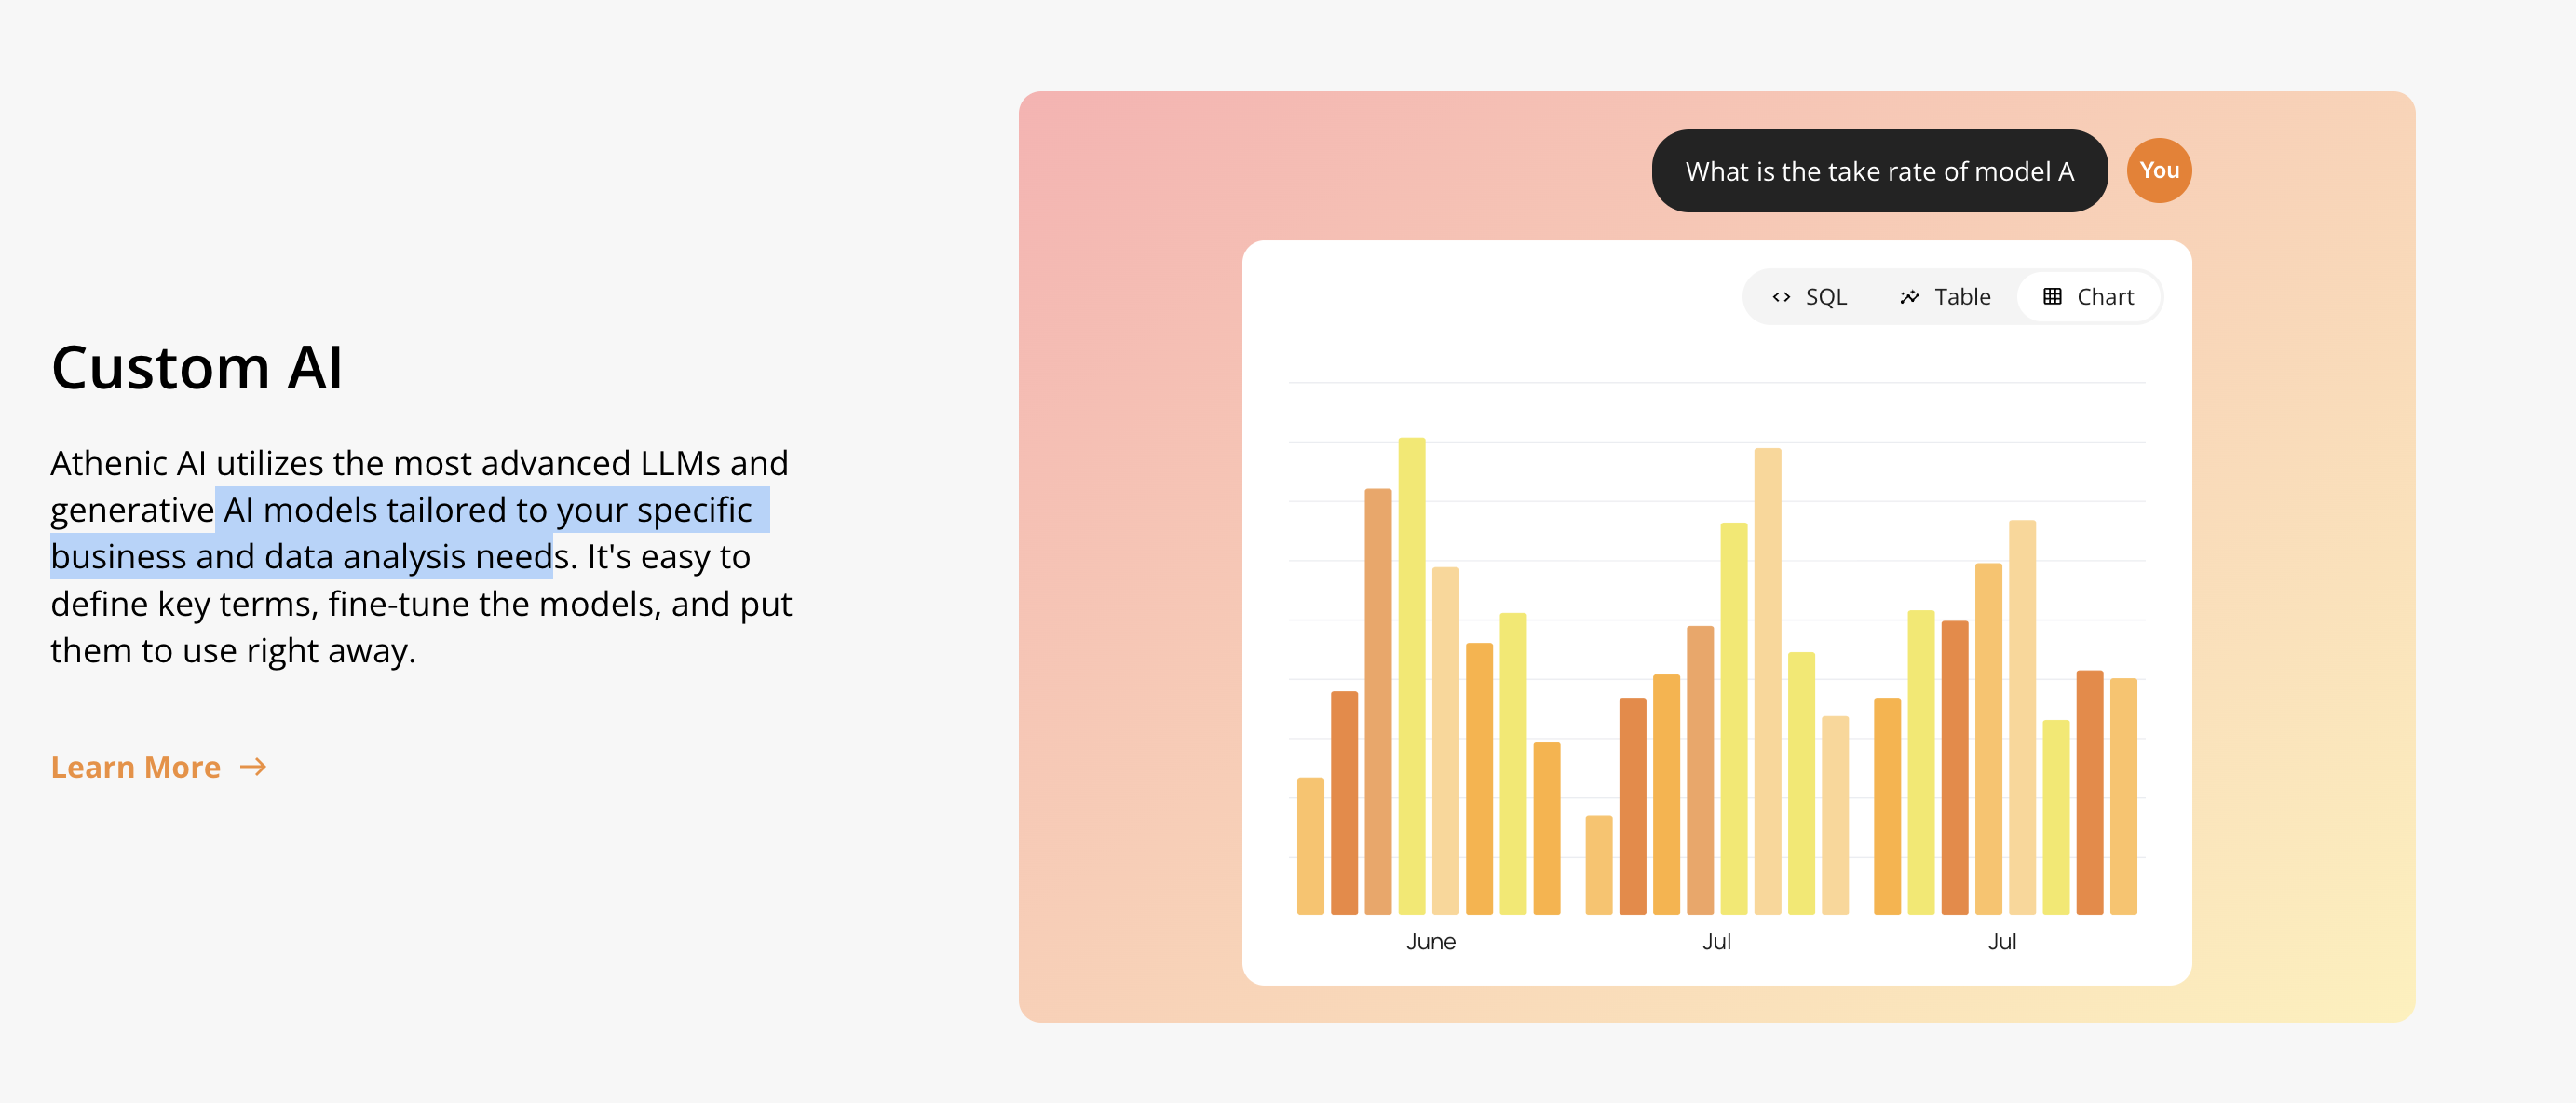 Custom AI
Athenic AI utilizes the most advanced LLMs and
generative AI models tailored to your specific
business and data analysis needs. It's easy to
define key terms, fine-tune the models, and put
them to use right away.
Learn More →
What is the take rate of model A
You
SQL
Table
Chart
June
Jul
Jul